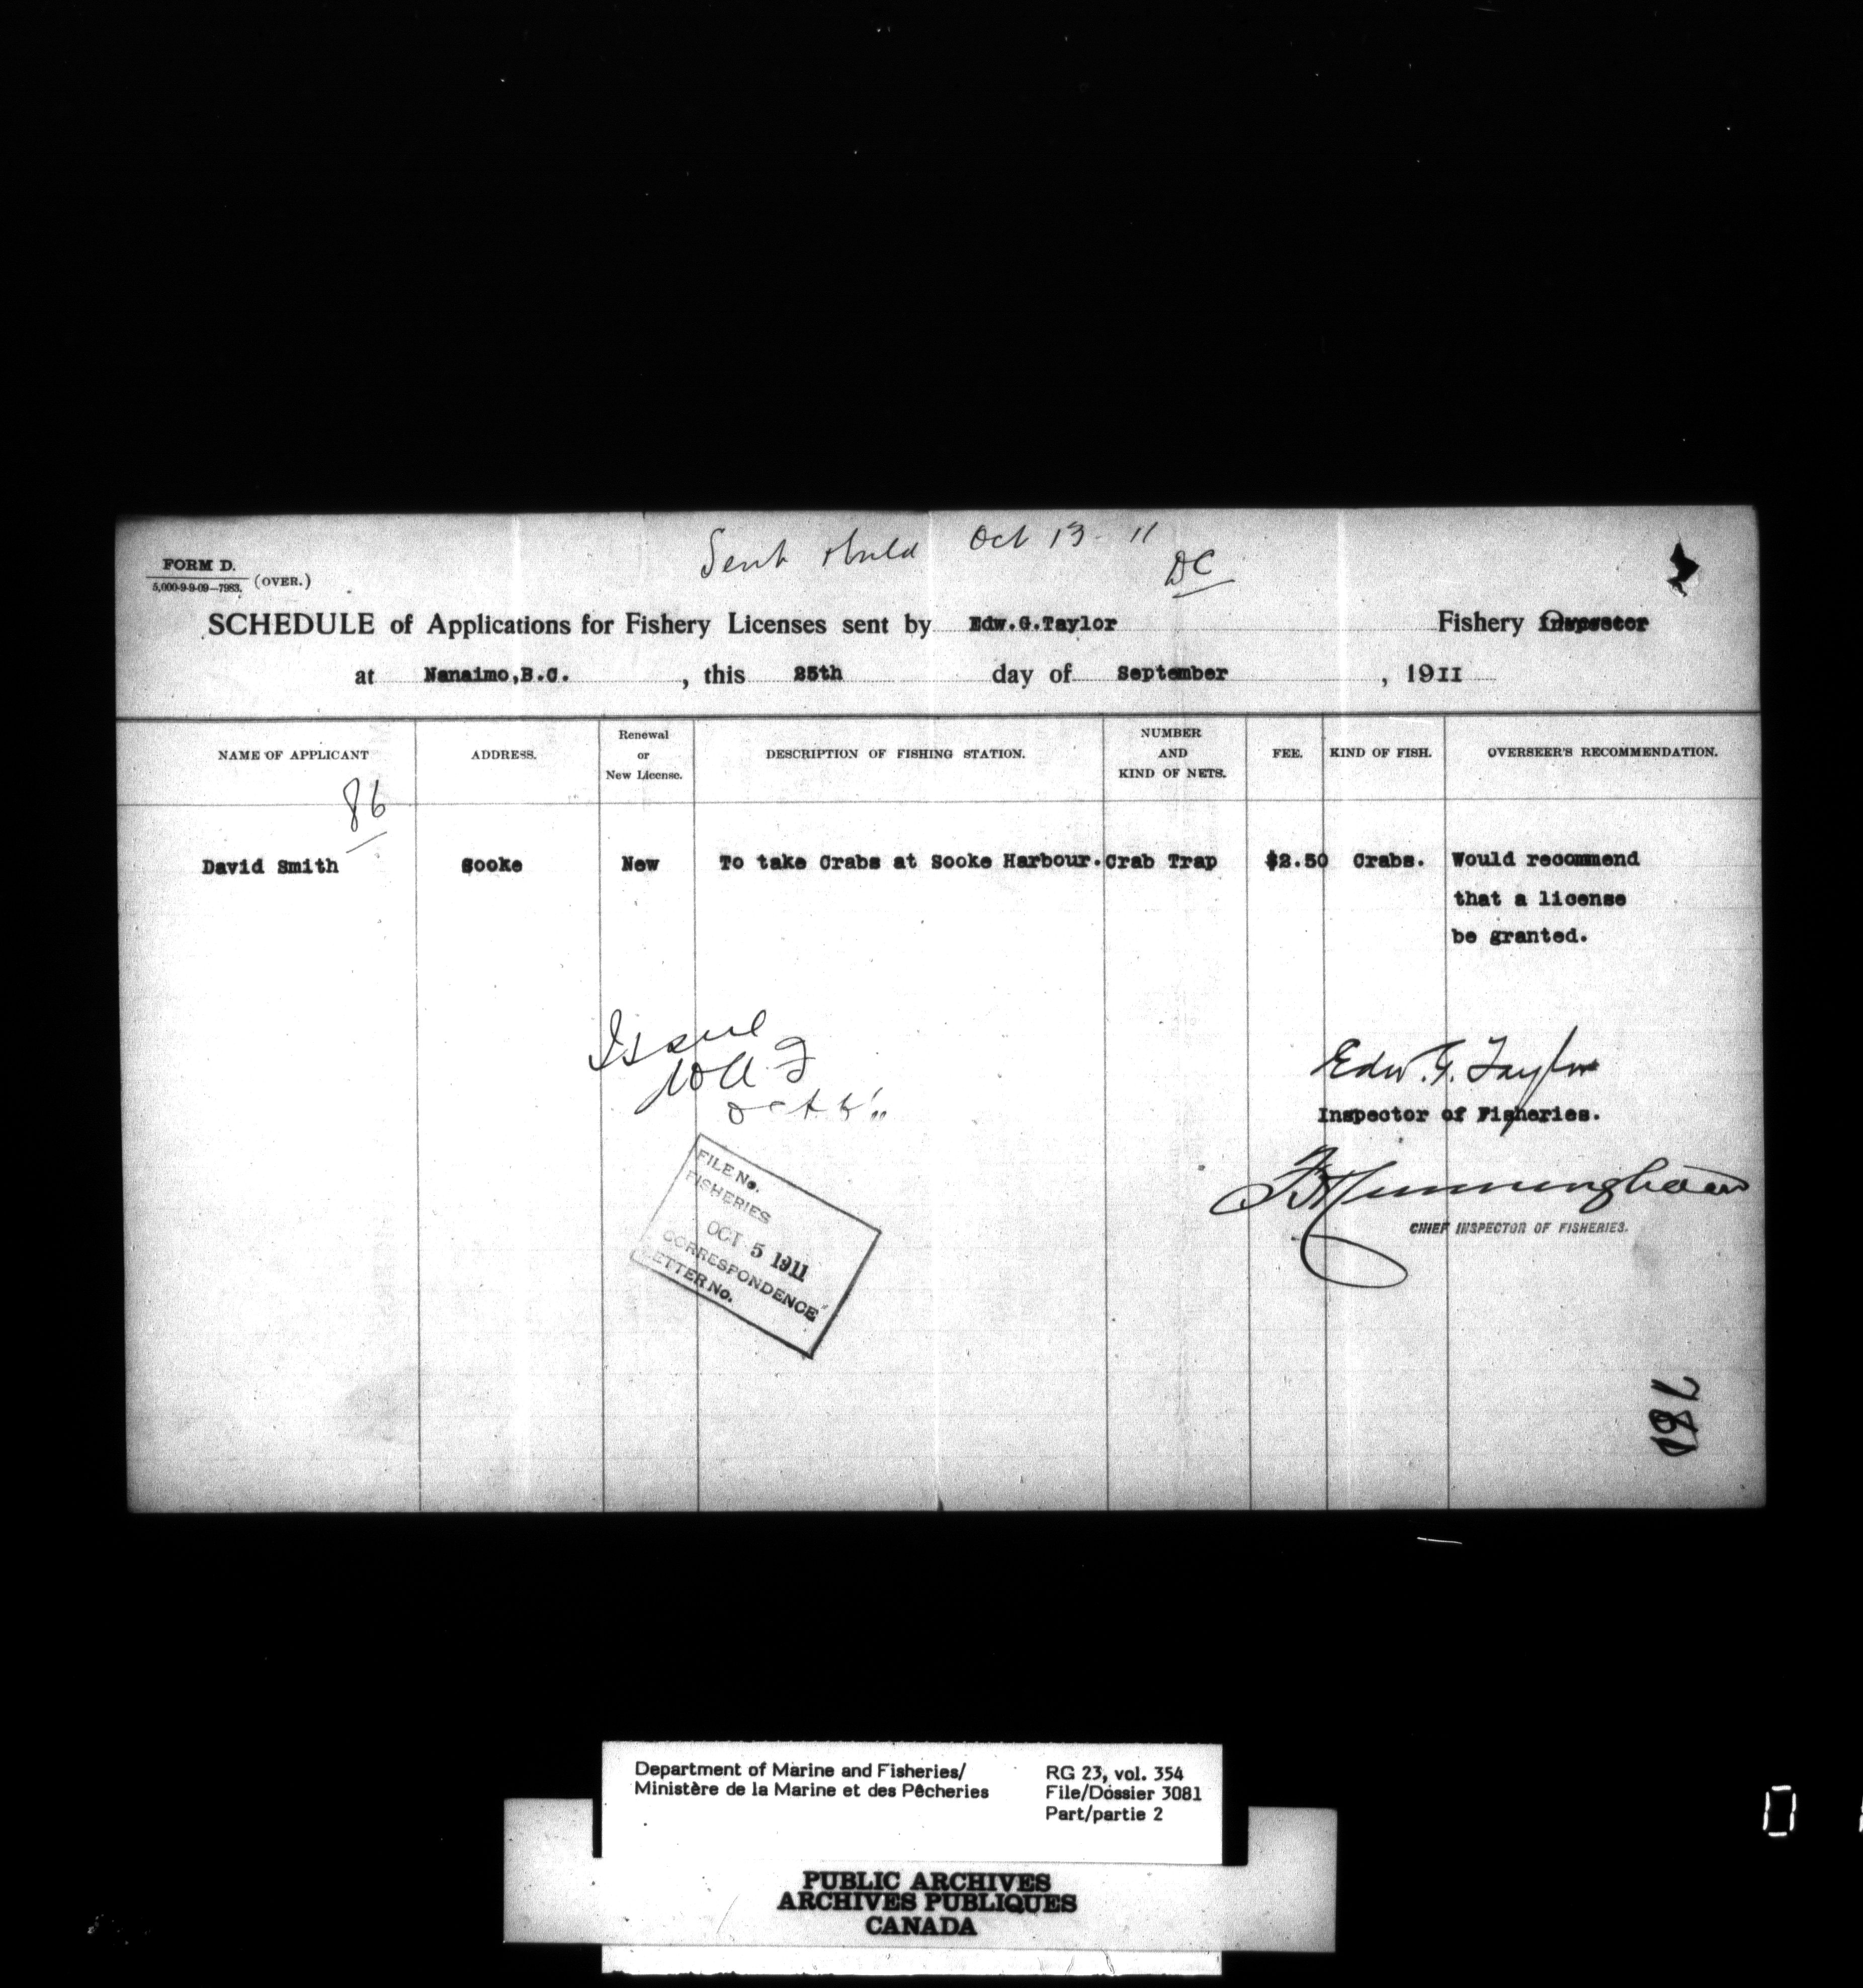 Sent Oct 13 - 11
DC
FORM D.
5,000-9-9-09-7983.
(OVER.)
SCHEDULE of Applications for Fishery Licenses sent by Edw.G.Taylor Fishery
at Nanaimo,B.C. , this 25th day of September , 1911
NAME OF APPLICANT
ADDRESS.
Renewal
or
New License.
DESCRIPTION OF FISHING STATION.
NUMBER
AND
KIND OF NETS.
FEE.
KIND OF FISH.
OVERSEER'S RECOMMENDATION.
86
David Smith Sooke New To take Crabs at Sooke Harbour. Crab Trap $2.50 Crabs. Would recommend
that a license
be granted.
Issue
Oct
Edw. G. Taylor
Inspector of Fisheries.
Cunningham
CHIEF INSPECTOR OF FISHERIES.
FILE No.
FISHERIES
OCT 5 1911
CORRESPONDENCE
LETTER No.
Department of Marine and Fisheries/
Ministère de la Marine et des Pêcheries
RG 23, vol. 354
File/Dossier 3081
Part/partie 2
PUBLIC ARCHIVES
ARCHIVES PUBLIQUES
CANADA